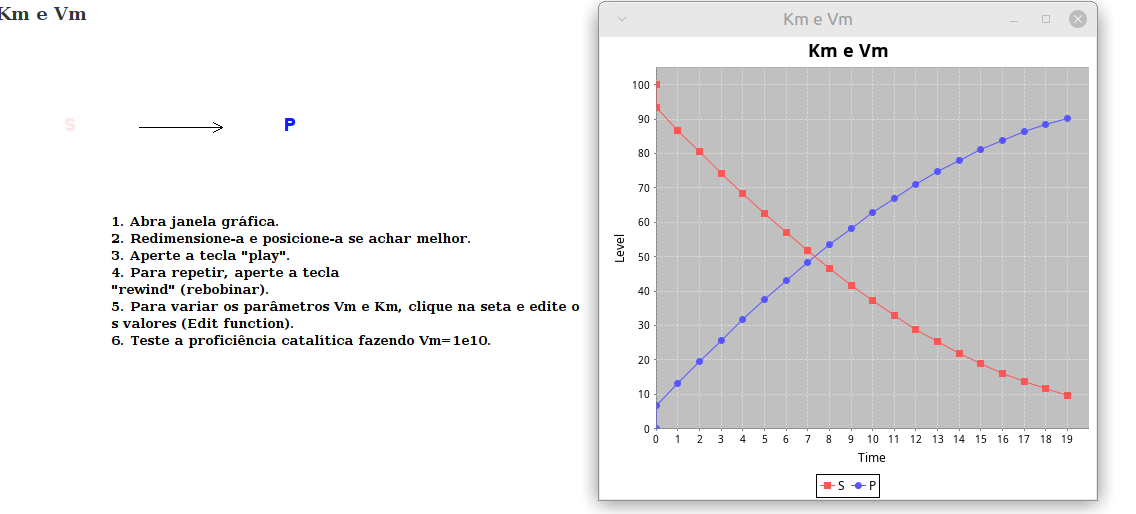 Km e Vm
S
P
1. Abra janela gráfica.
2. Redimensione-a e posicione-a se achar melhor.
3. Aperte a tecla "play".
4. Para repetir, aperte a tecla
"rewind" (rebobinar).
5. Para variar os parâmetros Vm e Km, clique na seta e edite o
s valores (Edit function).
6. Teste a proficiência catalitica fazendo Vm=1e10.
Km e Vm
Km e Vm
Level
100
90
80
70
60
50
40
30
20
10
0
0 1 2 3 4 5 6 7 8 9 10 11 12 13 14 15 16 17 18 19
Time
S P